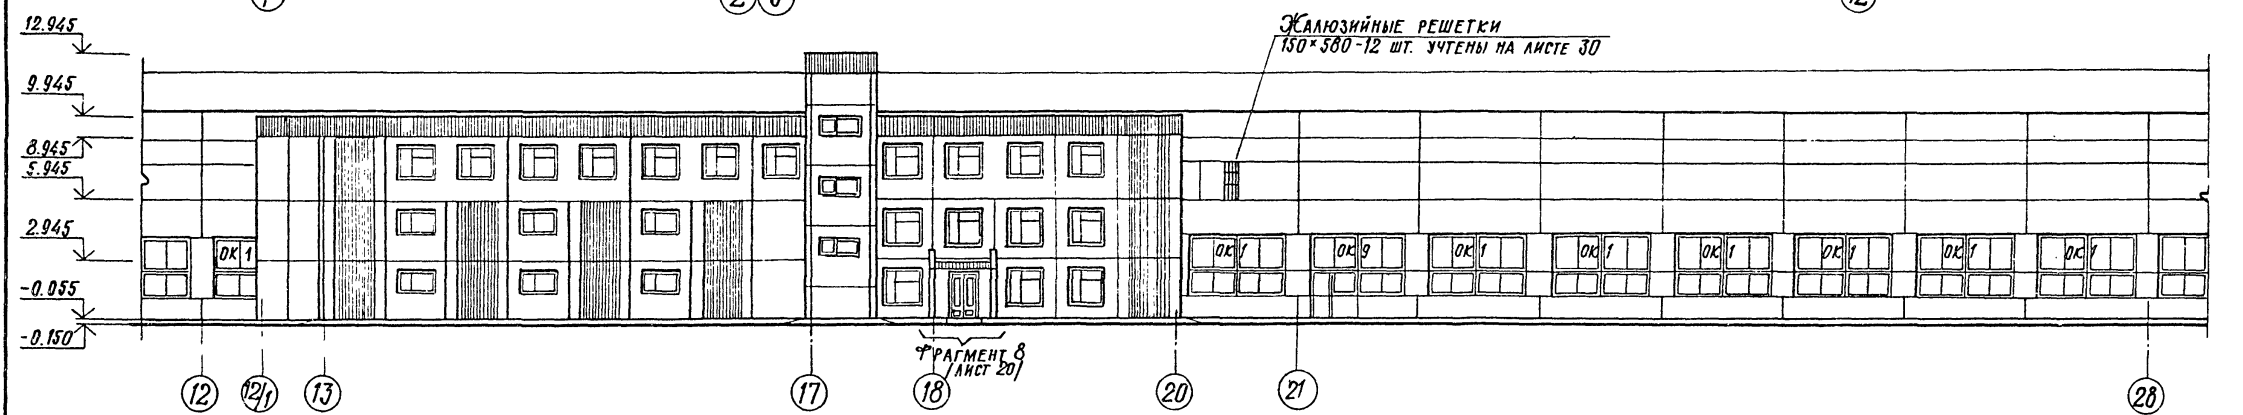 12.945
9.945
8.945
5.945
2.945
-0.055
-0.150
Жалюзийные решетки
150×580-12 шт. учтены на листе 30
ОК 1
ОК 1
ОК 9
ОК 1
ОК 1
ОК 1
ОК 1
ОК 1
ОК 1
Фрагмент 8
/лист 20/
12
12/1
13
17
18
20
21
28